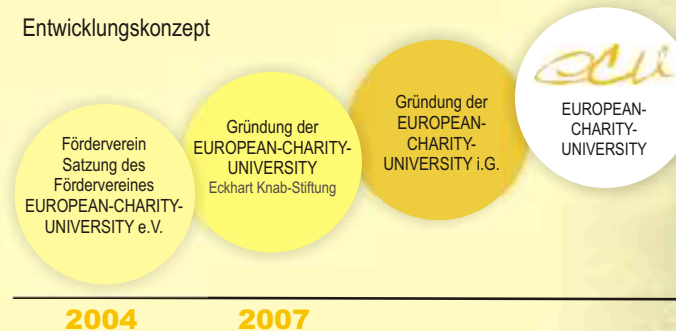 Entwicklungskonzept
Förderverein
Satzung des
Fördervereines
EUROPEAN-CHARITY-
UNIVERSITY e.V.
Gründung der
EUROPEAN-CHARITY-
UNIVERSITY
Eckhart Knab-Stiftung
Gründung der
EUROPEAN-
CHARITY-
UNIVERSITY i.G.
ecu
EUROPEAN-
CHARITY-
UNIVERSITY
2004
2007